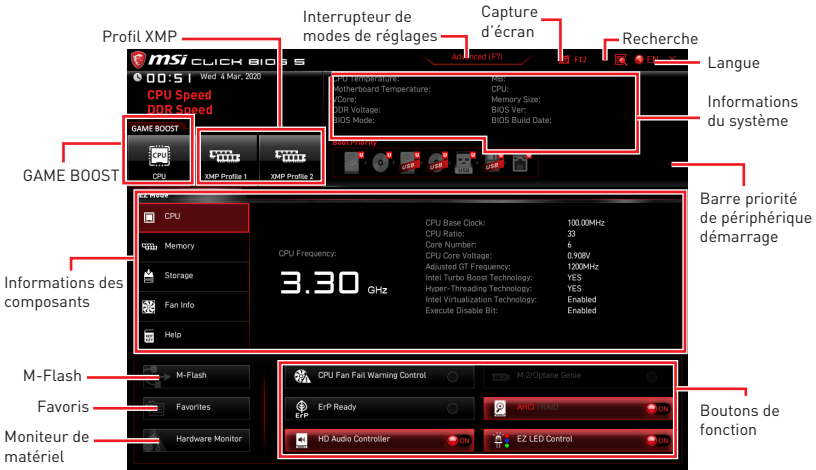 Interrupteur de
modes de réglages
Capture
d'écran
Profil XMP
Recherche
msi CLICK BIOS 5
Advanced (F7)
F12
EN
X
Langue
00:51 Wed 4 Mar, 2020
CPU Speed
DDR Speed
CPU Temperature:
Motherboard Temperature:
VCore:
DDR Voltage:
BIOS Mode:
MB:
CPU:
Memory Size:
BIOS Ver:
BIOS Build Date:
Informations
du système
GAME BOOST
CPU
CPU
XMP Profile 1
XMP Profile 2
Boot Priority
U U U U U U U
USB USB USB USB
GAME BOOST
Barre priorité
de périphérique
démarrage
EZ Mode
CPU
Memory
Storage
Fan Info
HOT
KEY
Help
CPU Frequency:
3.30 GHz
CPU Base Clock: 100.00MHz
CPU Ratio: 33
Core Number: 6
CPU Core Voltage: 0.908V
Adjusted GT Frequency: 1200MHz
Intel Turbo Boost Technology: YES
Hyper-Threading Technology: YES
Intel Virtualization Technology: Enabled
Execute Disable Bit: Enabled
Informations des
composants
M-Flash
Favoris
Moniteur de
matériel
M-Flash
Favorites
Hardware Monitor
CPU Fan Fail Warning Control
M.2/Optane Genie
ErP
ErP Ready
AHCI /RAID
ON
HD Audio Controller
ON
EZ LED Control
ON
Boutons de
fonction